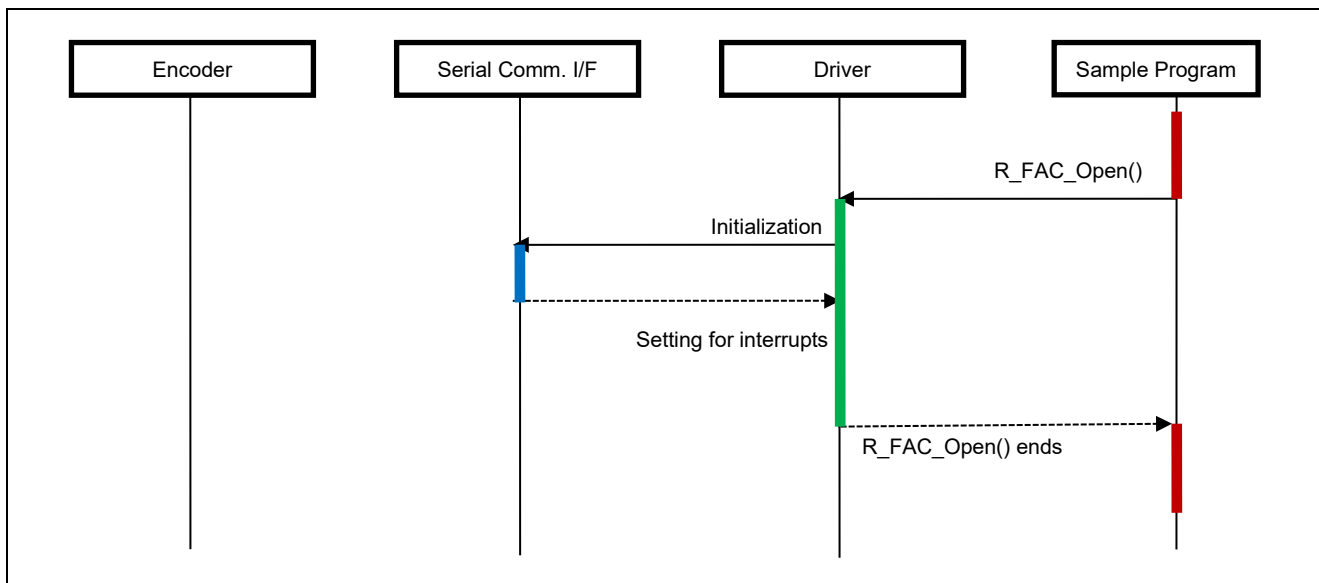 Encoder
Serial Comm. I/F
Driver
Sample Program
R_FAC_Open()
Initialization
Setting for interrupts
R_FAC_Open() ends